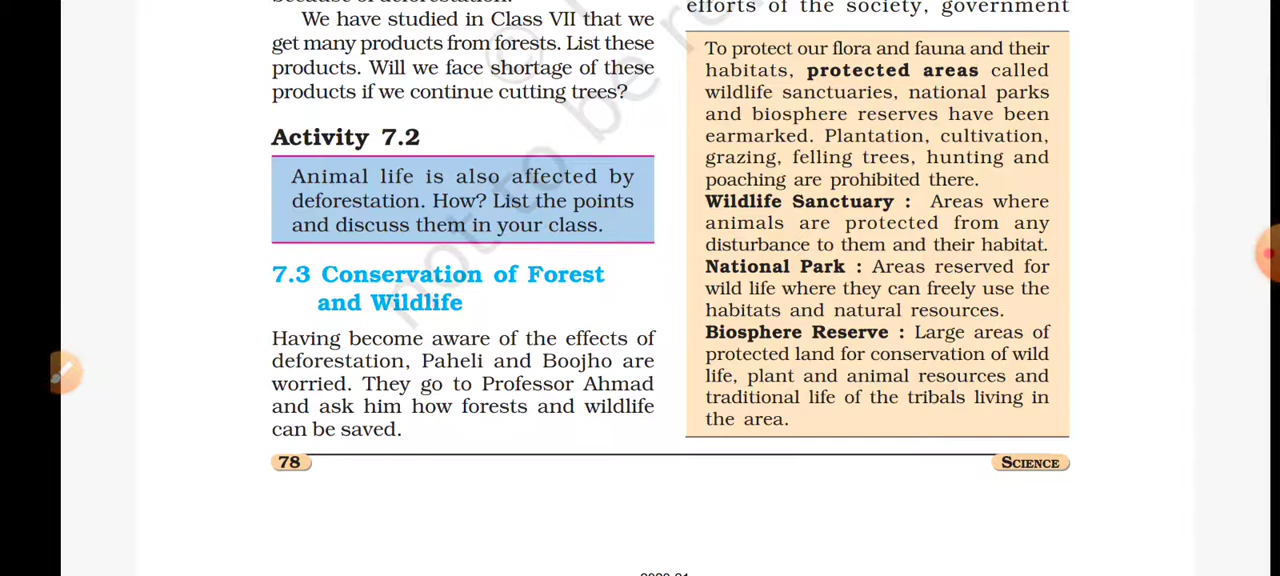 We have studied in Class VII that we
get many products from forests. List these
products. Will we face shortage of these
products if we continue cutting trees?
Activity 7.2
Animal life is also affected by
deforestation. How? List the points
and discuss them in your class.
7.3 Conservation of Forest
and Wildlife
Having become aware of the effects of
deforestation, Paheli and Boojho are
worried. They go to Professor Ahmad
and ask him how forests and wildlife
can be saved.
efforts of the society, government
To protect our flora and fauna and their
habitats, protected areas called
wildlife sanctuaries, national parks
and biosphere reserves have been
earmarked. Plantation, cultivation,
grazing, felling trees, hunting and
poaching are prohibited there.
Wildlife Sanctuary : Areas where
animals are protected from any
disturbance to them and their habitat.
National Park : Areas reserved for
wild life where they can freely use the
habitats and natural resources.
Biosphere Reserve : Large areas of
protected land for conservation of wild
life, plant and animal resources and
traditional life of the tribals living in
the area.
78
SCIENCE
not to be re